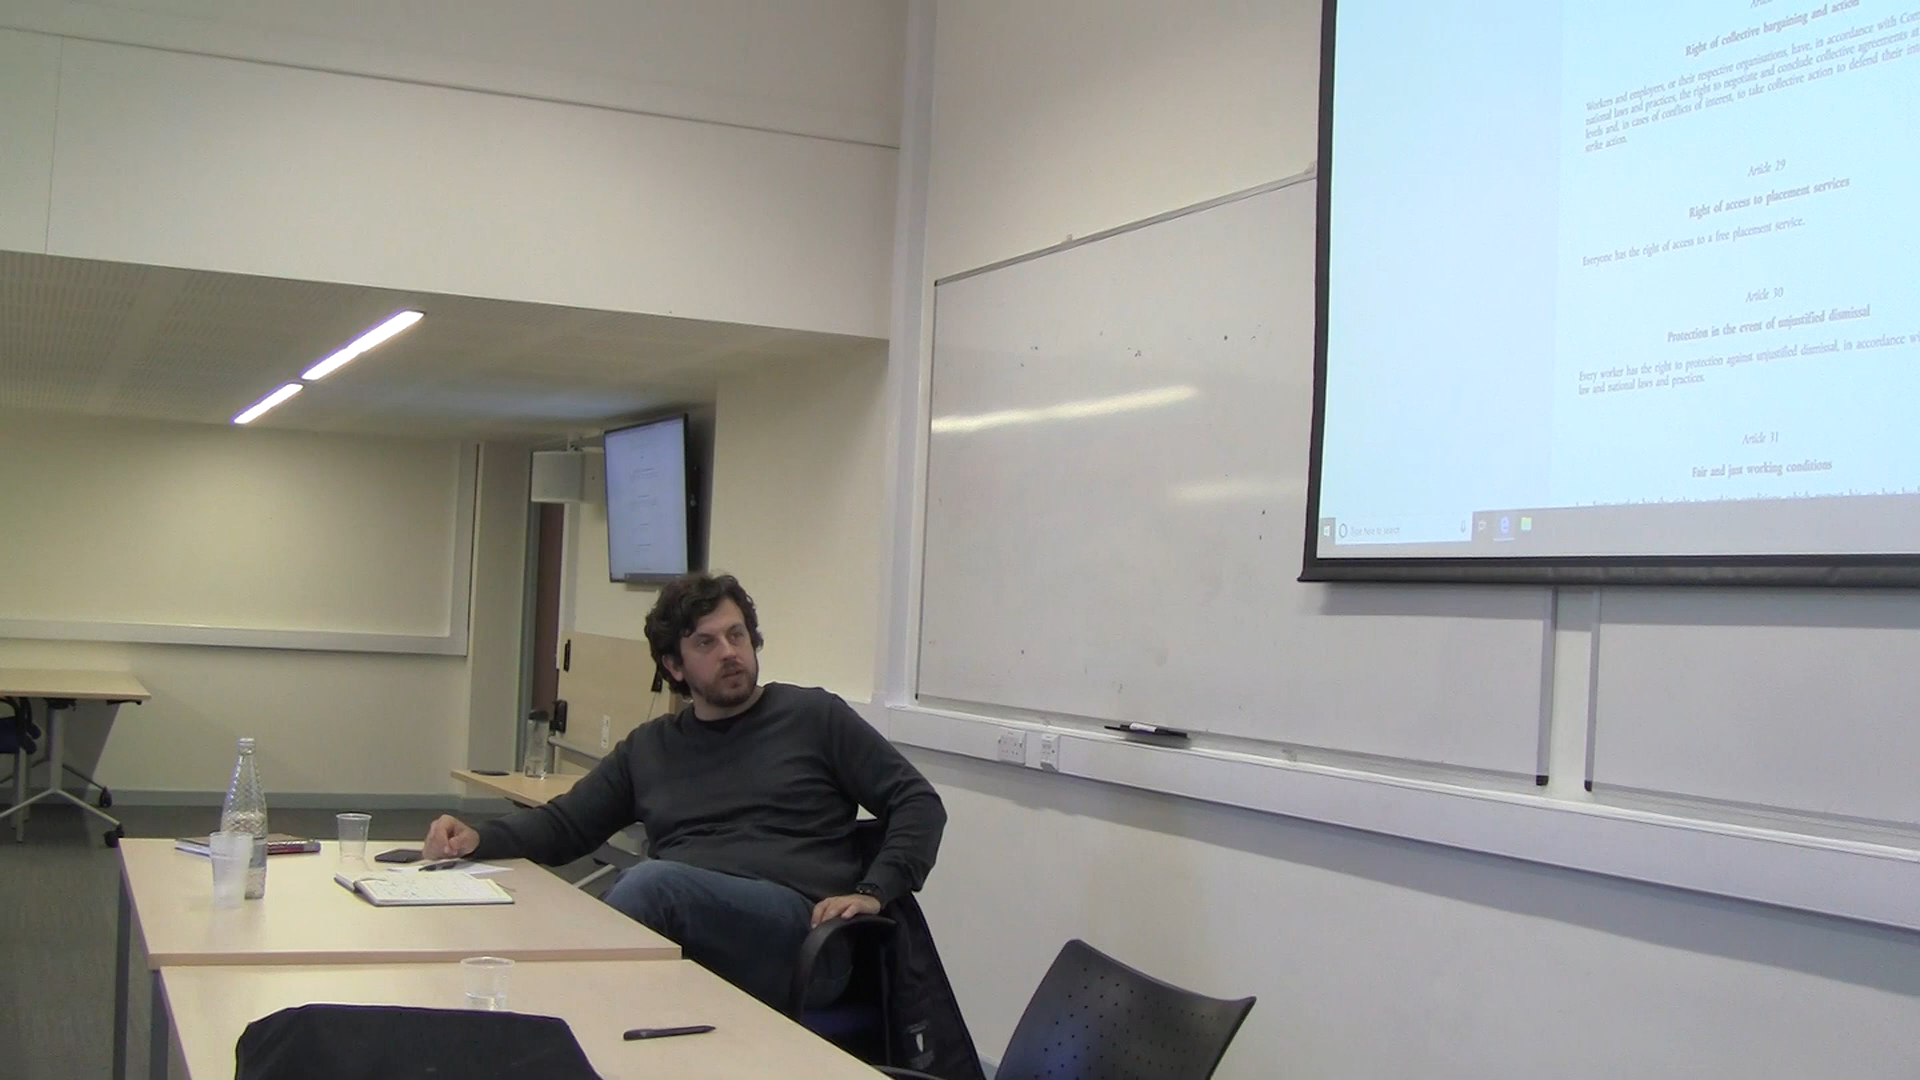 Right of collective bargaining and action
Workers and employers, or their respective organisations, have, in accordance with
national laws and practices, the right to negotiate and conclude collective agreements at
levels and, in cases of conflicts of interest, to take collective action to defend their
strike action.
Article 29
Right of access to placement services
Everyone has the right of access to a free placement service.
Article 30
Protection in the event of unjustified dismissal
Every worker has the right to protection against unjustified dismissal, in accordance
law and national laws and practices.
Article 31
Fair and just working conditions
Type here to search